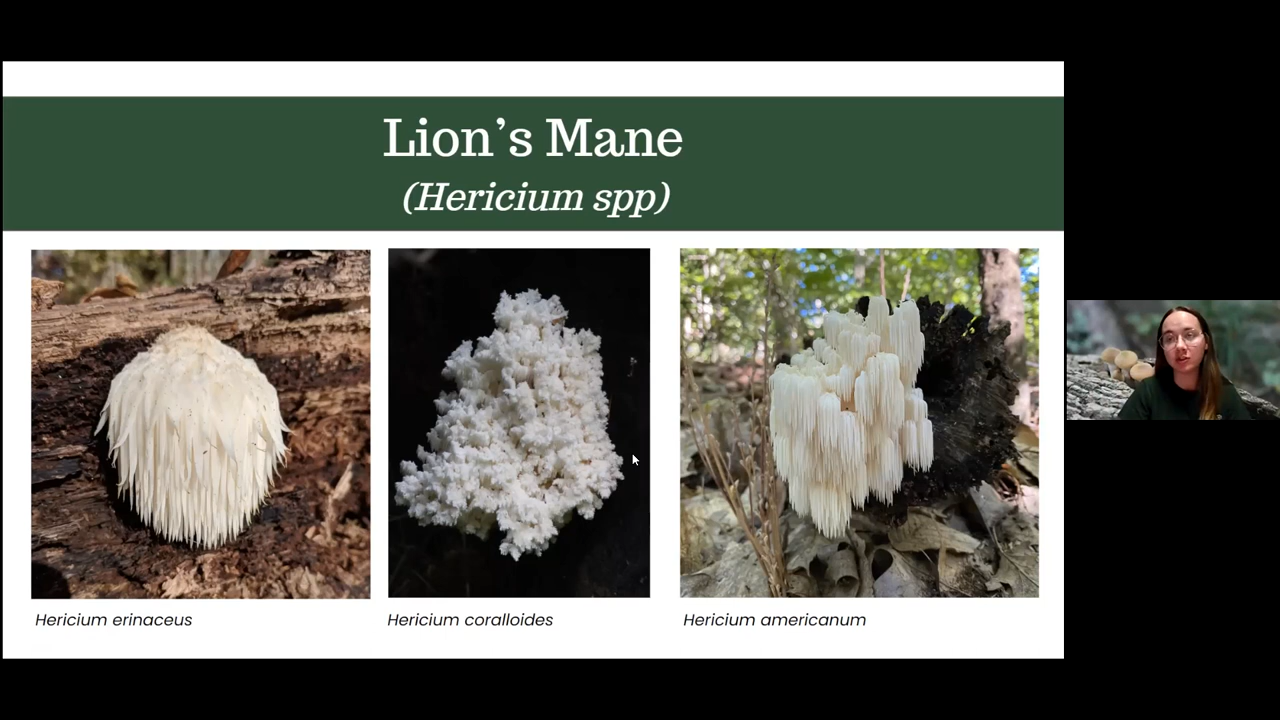 Lion’s Mane
(Hericium spp)
Hericium erinaceus
Hericium coralloides
Hericium americanum